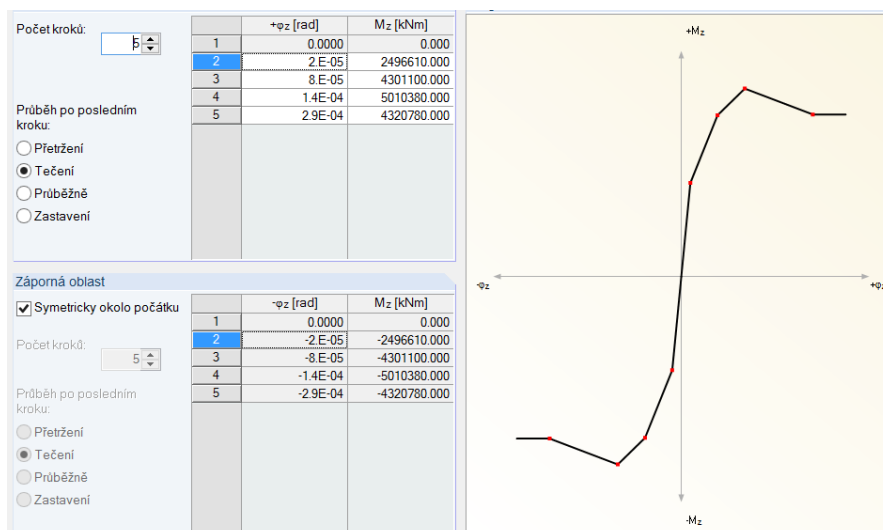 Počet kroků:
5
+φz [rad] Mz [kNm]
1 0.0000 0.000
2 2.E-05 2496610.000
3 8.E-05 4301100.000
4 1.4E-04 5010380.000
5 2.9E-04 4320780.000
Průběh po posledním
kroku:
Přetržení
Tečení
Průběžně
Zastavení
Záporná oblast
Symetricky okolo počátku
Počet kroků:
5
-φz [rad] Mz [kNm]
1 0.0000 0.000
2 -2.E-05 -2496610.000
3 -8.E-05 -4301100.000
4 -1.4E-04 -5010380.000
5 -2.9E-04 -4320780.000
Průběh po posledním
kroku:
Přetržení
Tečení
Průběžně
Zastavení
+Mz
-φz
+φz
-Mz